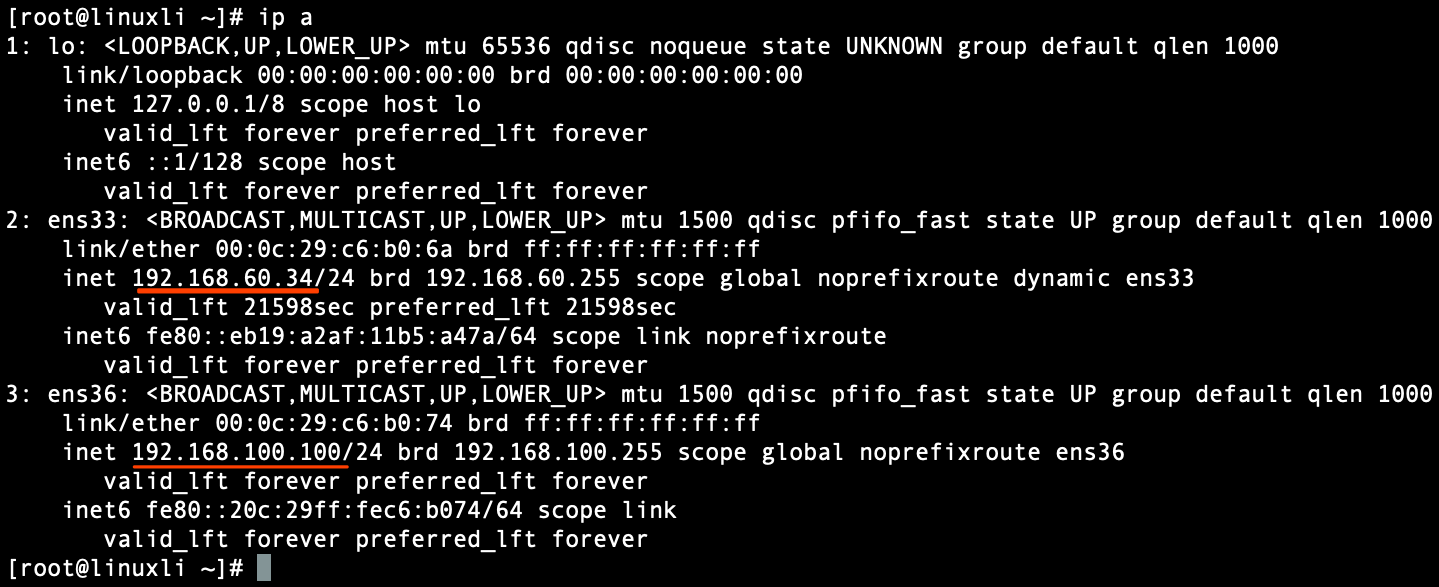 [root@linuxli ~]# ip a
1: lo: <LOOPBACK,UP,LOWER_UP> mtu 65536 qdisc noqueue state UNKNOWN group default qlen 1000
    link/loopback 00:00:00:00:00:00 brd 00:00:00:00:00:00
    inet 127.0.0.1/8 scope host lo
       valid_lft forever preferred_lft forever
    inet6 ::1/128 scope host
       valid_lft forever preferred_lft forever
2: ens33: <BROADCAST,MULTICAST,UP,LOWER_UP> mtu 1500 qdisc pfifo_fast state UP group default qlen 1000
    link/ether 00:0c:29:c6:b0:6a brd ff:ff:ff:ff:ff:ff
    inet 192.168.60.34/24 brd 192.168.60.255 scope global noprefixroute dynamic ens33
       valid_lft 21598sec preferred_lft 21598sec
    inet6 fe80::eb19:a2af:11b5:a47a/64 scope link noprefixroute
       valid_lft forever preferred_lft forever
3: ens36: <BROADCAST,MULTICAST,UP,LOWER_UP> mtu 1500 qdisc pfifo_fast state UP group default qlen 1000
    link/ether 00:0c:29:c6:b0:74 brd ff:ff:ff:ff:ff:ff
    inet 192.168.100.100/24 brd 192.168.100.255 scope global noprefixroute ens36
       valid_lft forever preferred_lft forever
    inet6 fe80::20c:29ff:fec6:b074/64 scope link
       valid_lft forever preferred_lft forever
[root@linuxli ~]#